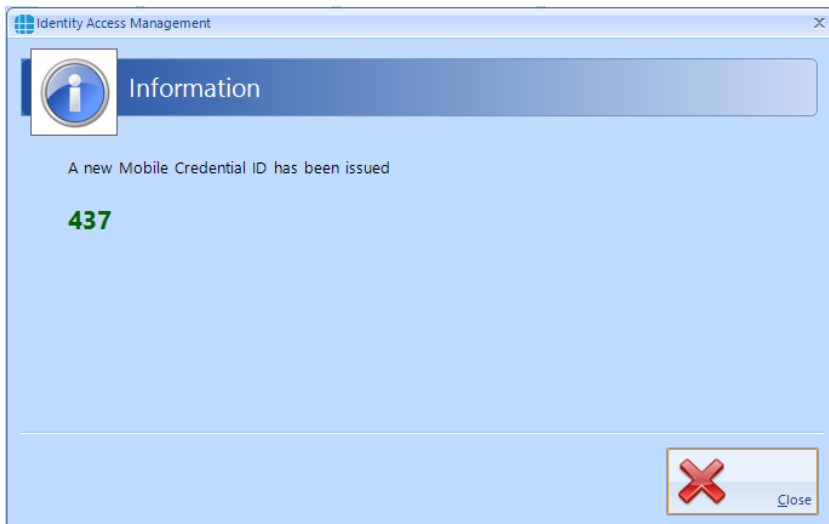 Identity Access Management
Information
A new Mobile Credential ID has been issued
437
Close